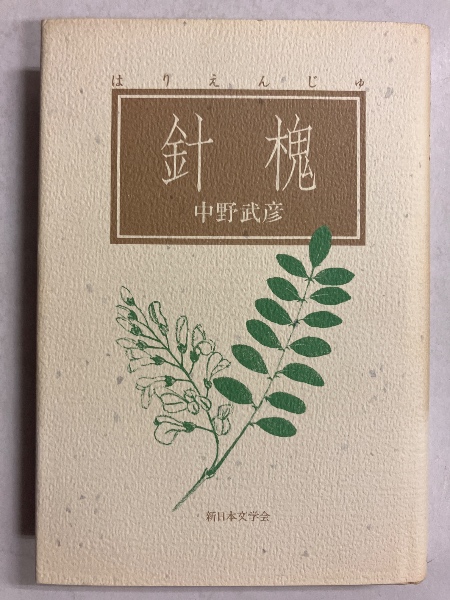 はりえんじゅ
針槐
中野武彦
新日本文学会